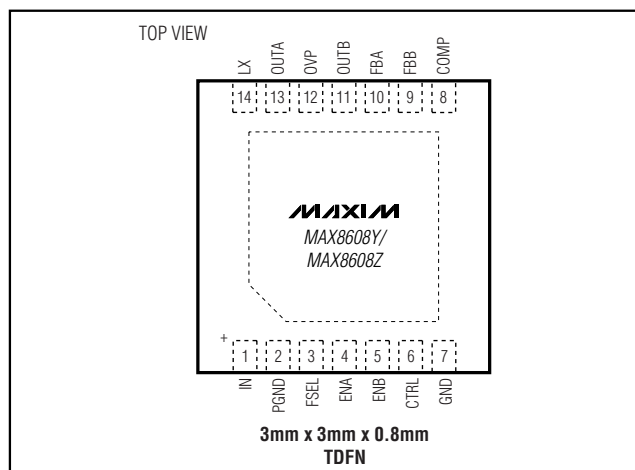 TOP VIEW
LX OUTA OVP OUTB FBA FBB COMP
14 13 12 11 10 9 8
MAXIM
MAX8608Y/
MAX8608Z
+
1 2 3 4 5 6 7
IN PGND FSEL ENA ENB CTRL GND
3mm x 3mm x 0.8mm
TDFN